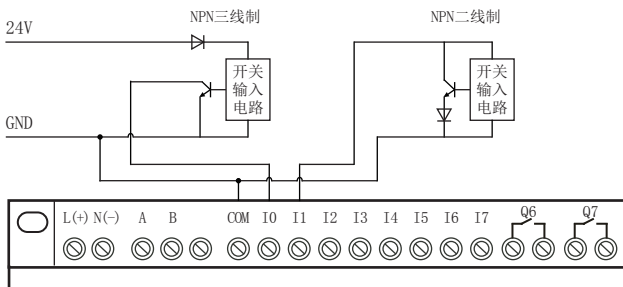 NPN三线制
NPN二线制
24V
开关
输入
电路
开关
输入
电路
GND
L(+) N(-) A B COM I0 I1 I2 I3 I4 I5 I6 I7 Q6 Q7